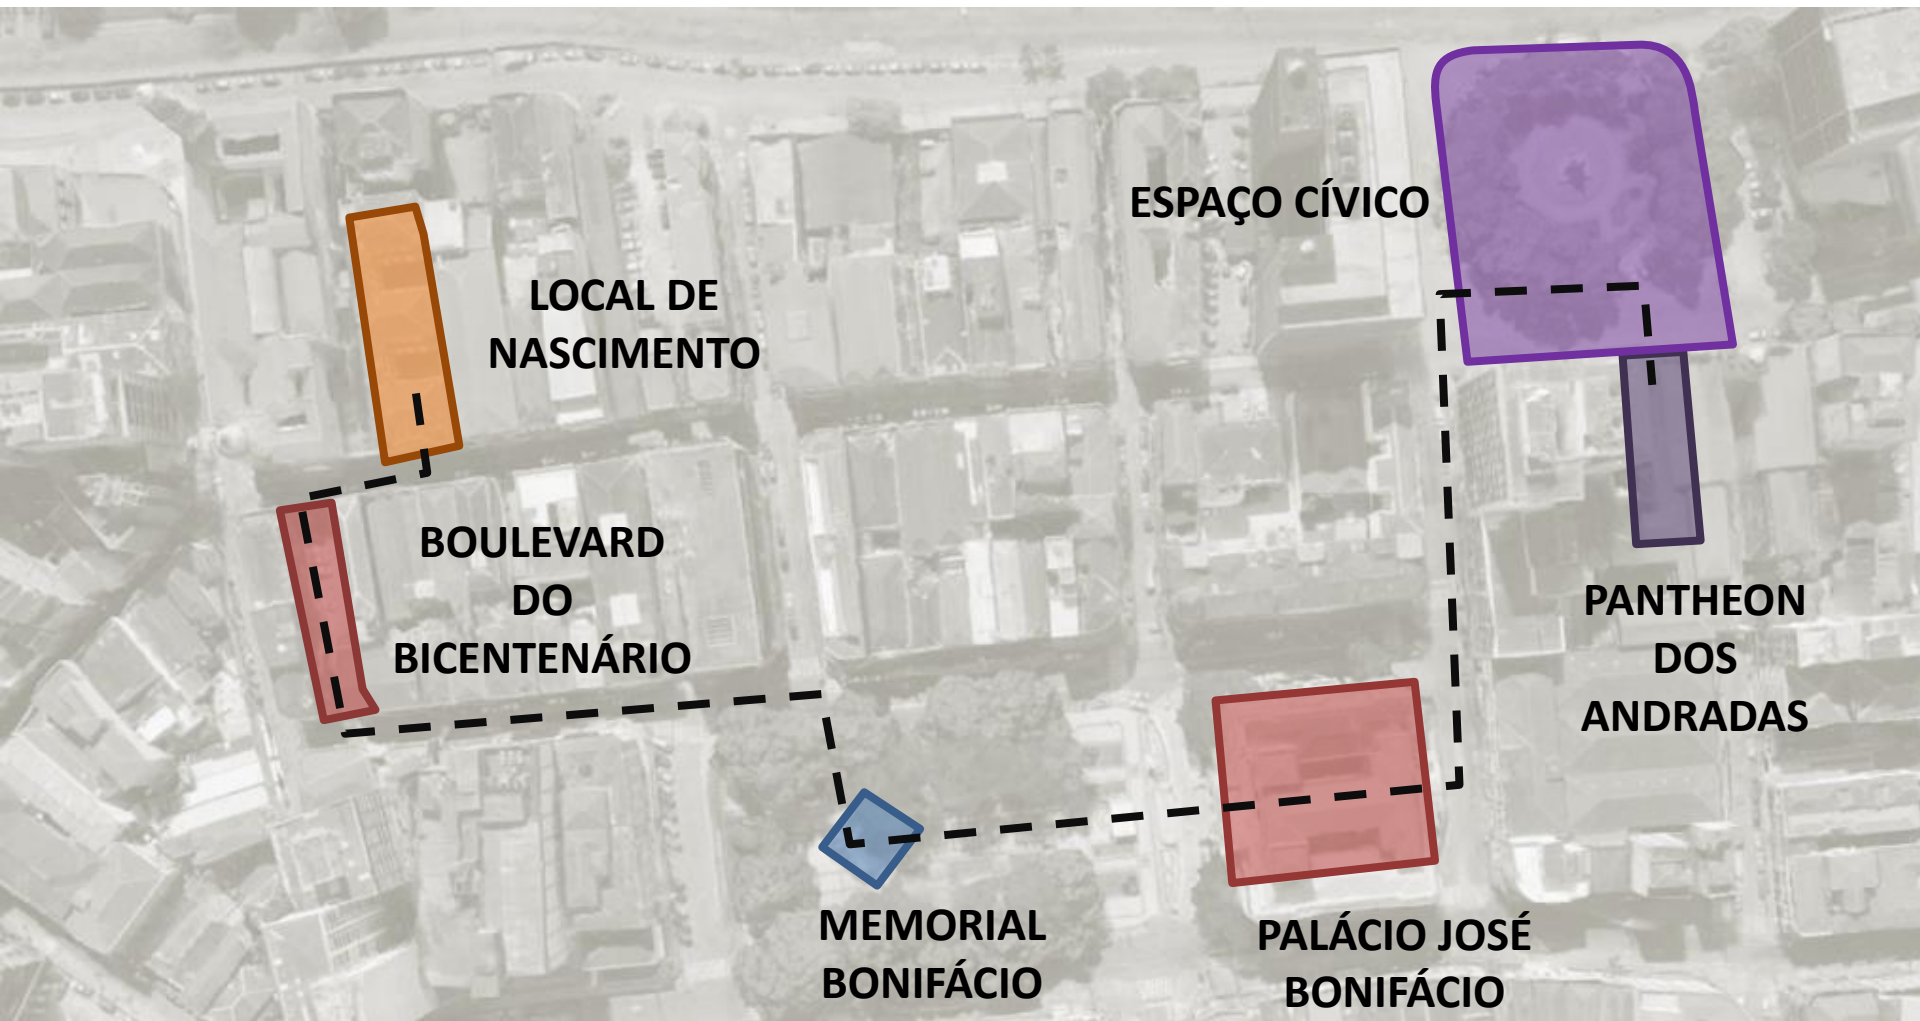 ESPAÇO CÍVICO
LOCAL DE
NASCIMENTO
BOULEVARD
DO
BICENTENÁRIO
PANTHEON
DOS
ANDRADAS
MEMORIAL
BONIFÁCIO
PALÁCIO JOSÉ
BONIFÁCIO